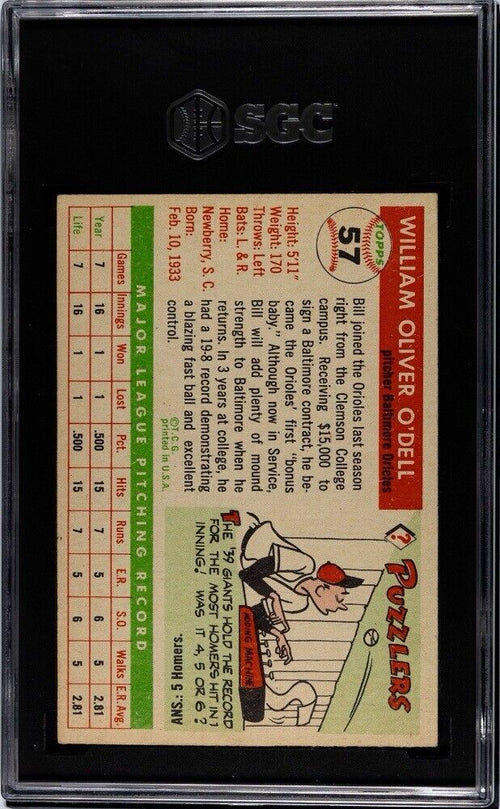 SGC
WILLIAM OLIVER O'DELL
pitcher Baltimore Orioles
TOPPS
57
Height: 5'11"
Weight: 170
Throws: Left
Bats: L. & R.
Home:
Newberry, S. C.
Born:
Feb. 10, 1933
Bill joined the Orioles last season
right from the Clemson College
campus. Receiving $15,000 to
sign a Baltimore contract, he be-
came the Orioles' first "bonus
baby." Although now in Service,
Bill will add plenty of mound
strength to Baltimore when he
returns. In 3 years at college, he
had a 19-8 record demonstrating
a blazing fast ball and excellent
control.
©T.C.G.
printed in U.S.A.
?
PUZZLERS
ADDING MACHINE
THE '39 GIANTS HOLD THE RECORD
FOR THE MOST HOMERS HIT IN 1
INNING! WAS IT 4, 5 OR 6?
ANS.: 5 Homers.
MAJOR LEAGUE PITCHING RECORD
Games Innings Won Lost Pct. Hits Runs E.R. S.O. Walks E.R.Avg.
Year 7 16 1 1 .500 15 7 5 6 5 2.81
Life 7 16 1 1 .500 15 7 5 6 5 2.81